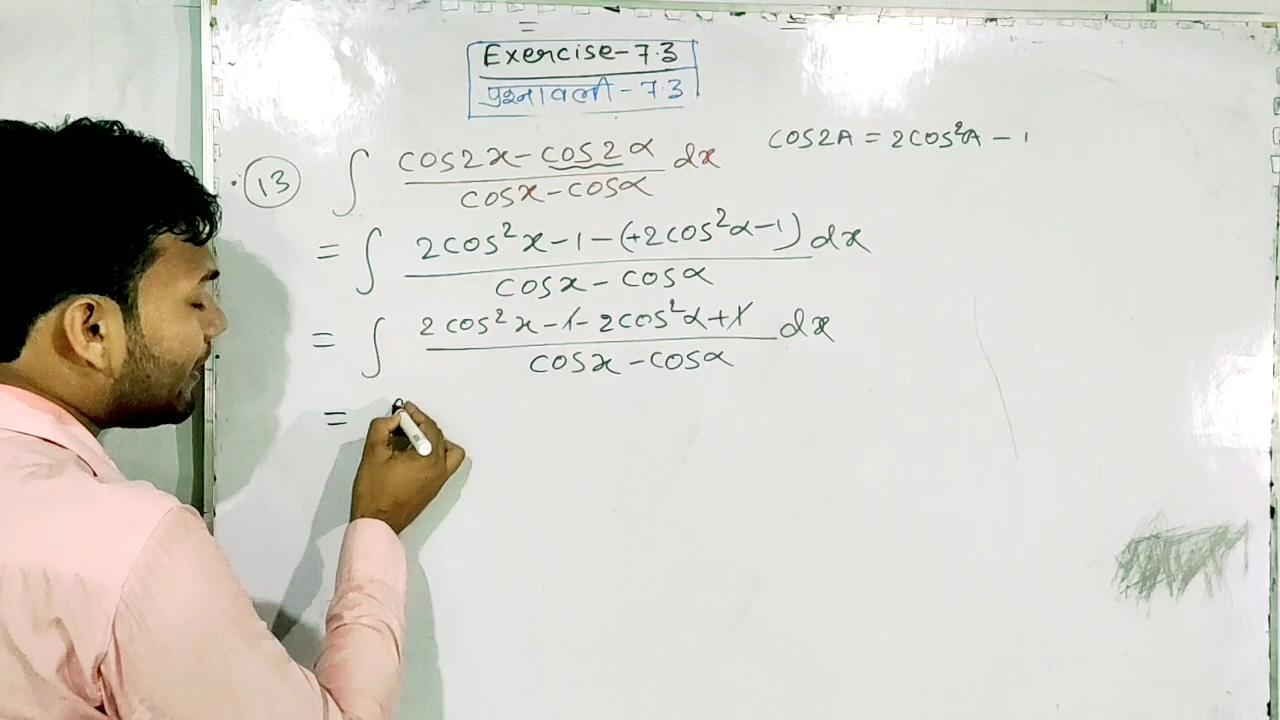 Exercise-7.3
प्रश्नावली-7.3
(13) ∫ (cos2x-cos2α)/(cosx-cosα) dx
cos2A = 2cos²A - 1
= ∫ (2cos²x-1-(+2cos²α-1))/(cosx-cosα) dx
= ∫ (2cos²x-1-2cos²α+1)/(cosx-cosα) dx
=